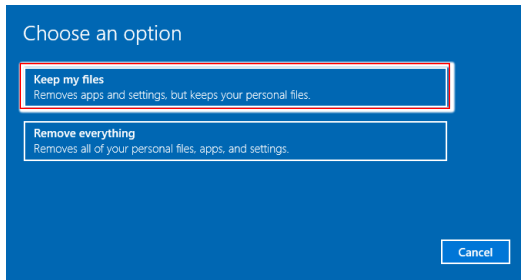 Choose an option
Keep my files
Removes apps and settings, but keeps your personal files.
Remove everything
Removes all of your personal files, apps, and settings.
Cancel